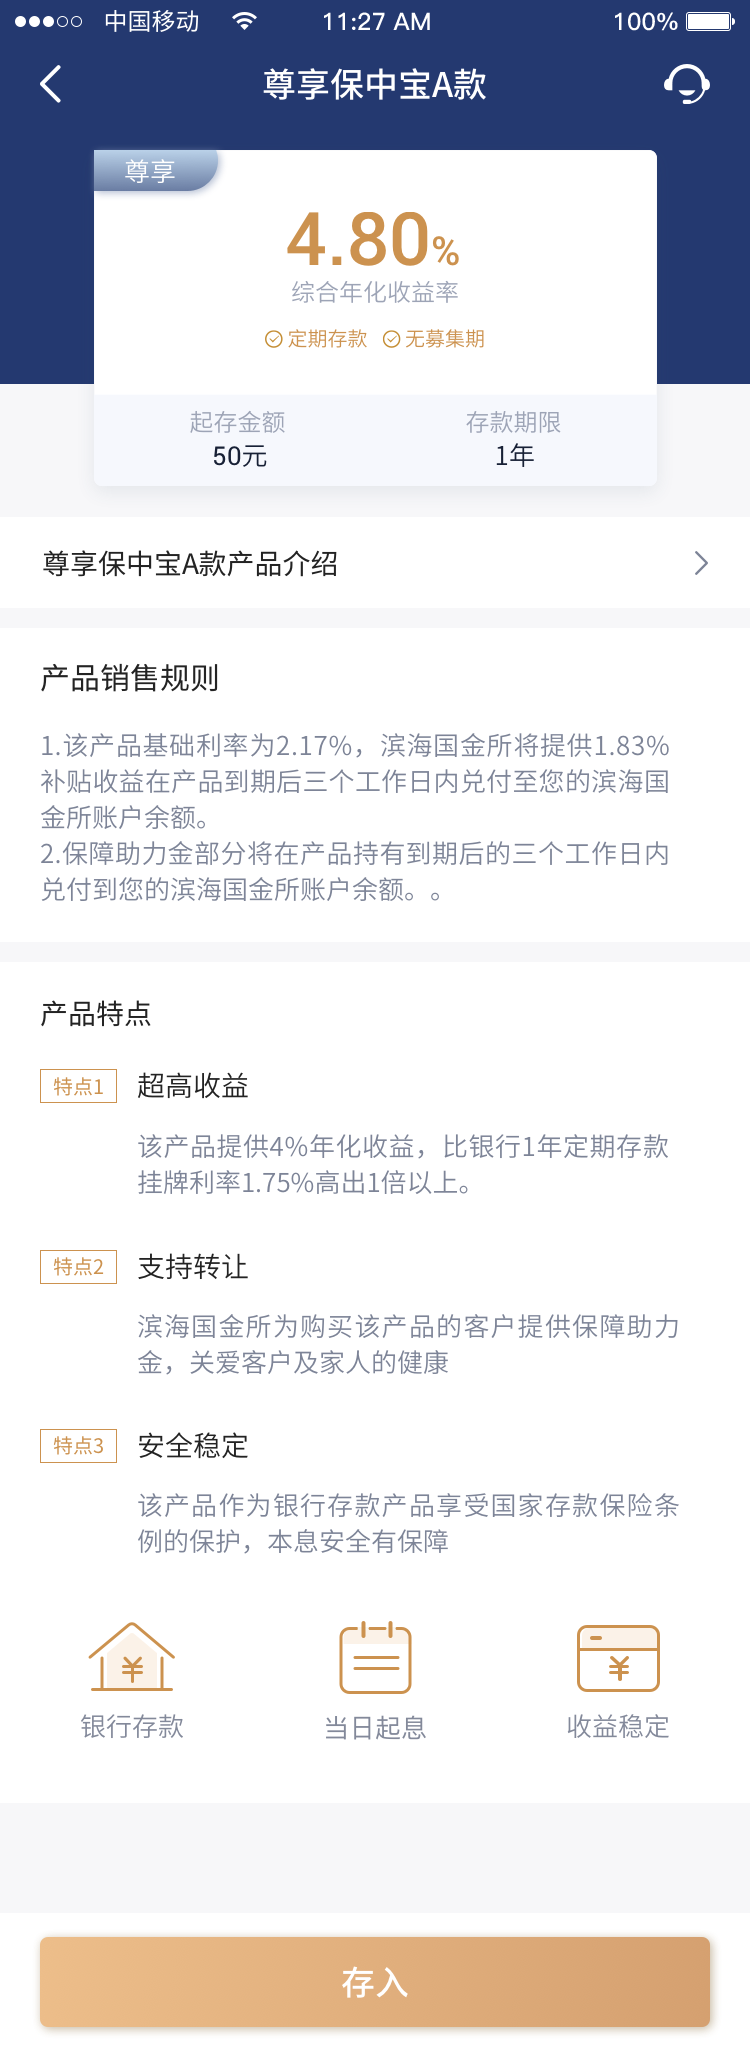 中国移动 11:27 AM 100%
尊享保中宝A款
尊享
4.80%
综合年化收益率
定期存款 无募集期
起存金额 存款期限
50元 1年
尊享保中宝A款产品介绍
产品销售规则
1.该产品基础利率为2.17%，滨海国金所将提供1.83%
补贴收益在产品到期后三个工作日内兑付至您的滨海国
金所账户余额。
2.保障助力金部分将在产品持有到期后的三个工作日内
兑付到您的滨海国金所账户余额。。
产品特点
特点1 超高收益
该产品提供4%年化收益，比银行1年定期存款
挂牌利率1.75%高出1倍以上。
特点2 支持转让
滨海国金所为购买该产品的客户提供保障助力
金，关爱客户及家人的健康
特点3 安全稳定
该产品作为银行存款产品享受国家存款保险条
例的保护，本息安全有保障
¥ ¥
银行存款 当日起息 收益稳定
存入